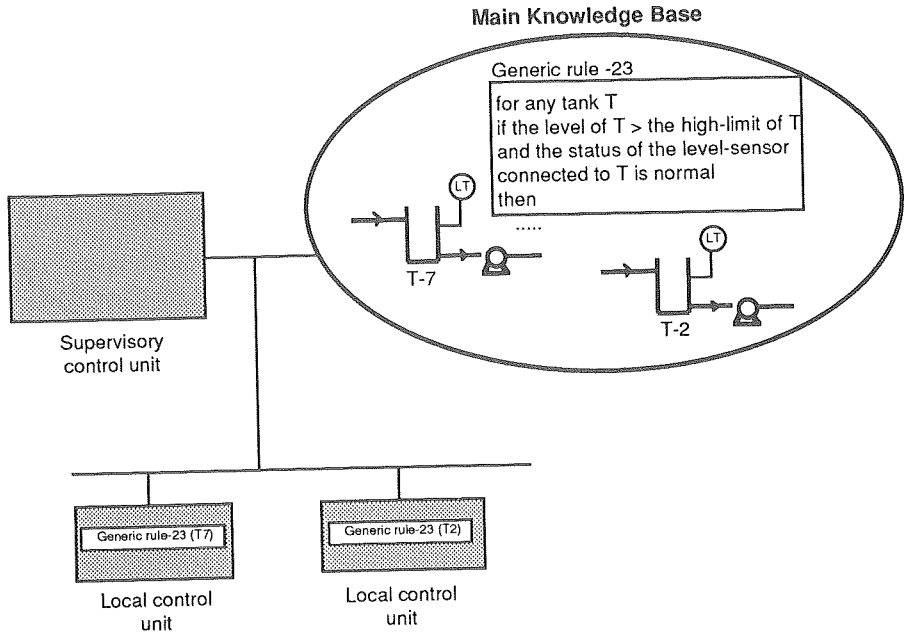 Main Knowledge Base
Generic rule -23
for any tank T
if the level of T > the high-limit of T
and the status of the level-sensor
connected to T is normal
then
LT
.....
LT
T-7
T-2
Supervisory
control unit
Generic rule-23 (T7)
Generic rule-23 (T2)
Local control
unit
Local control
unit